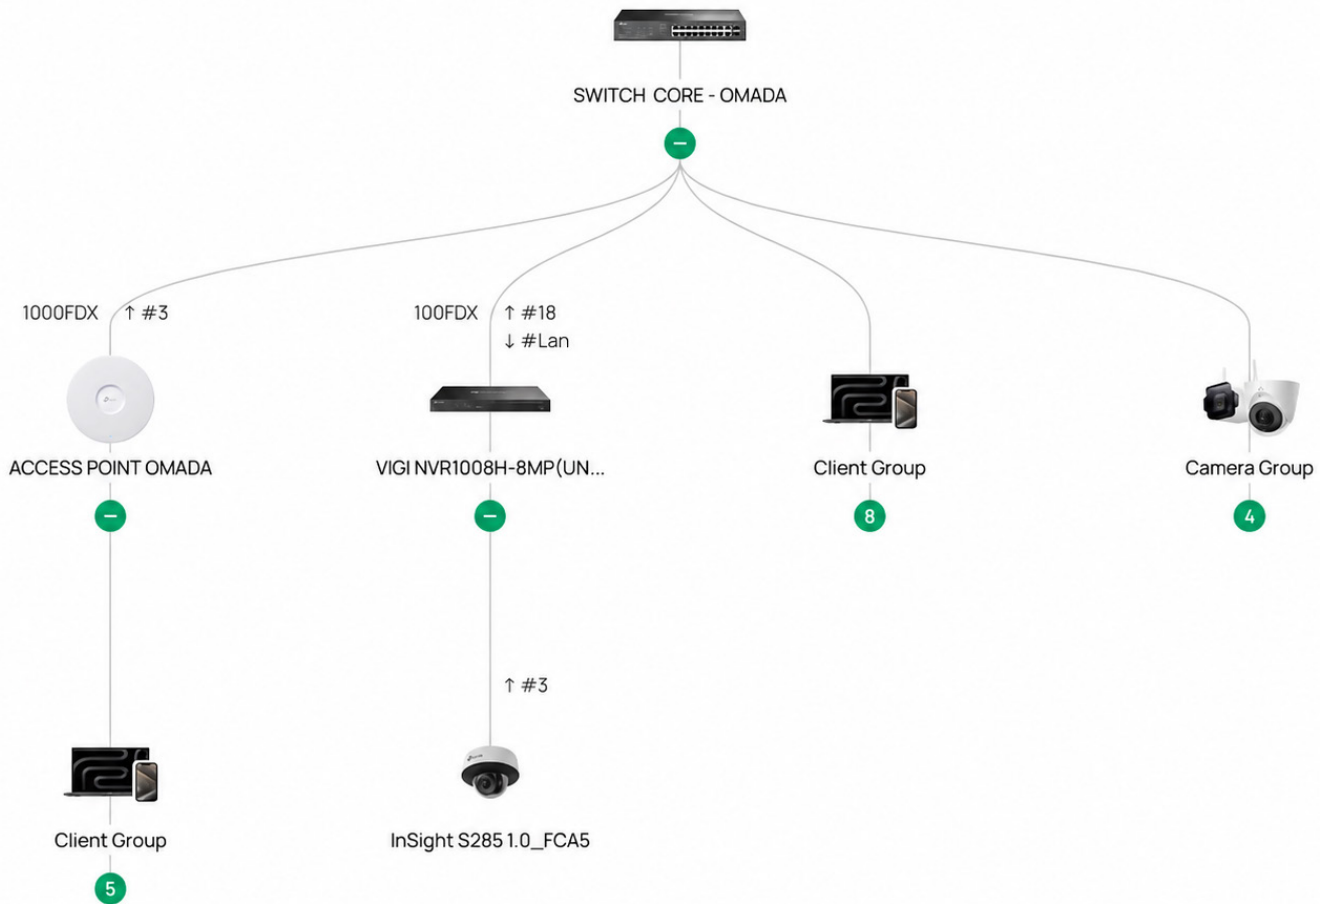 SWITCH CORE - OMADA
1000FDX ↑ #3
100FDX ↑ #18
↓ #Lan
ACCESS POINT OMADA
VIGI NVR1008H-8MP(UN...
Client Group
Camera Group
8
4
↑ #3
Client Group
InSight S285 1.0_FCA5
5